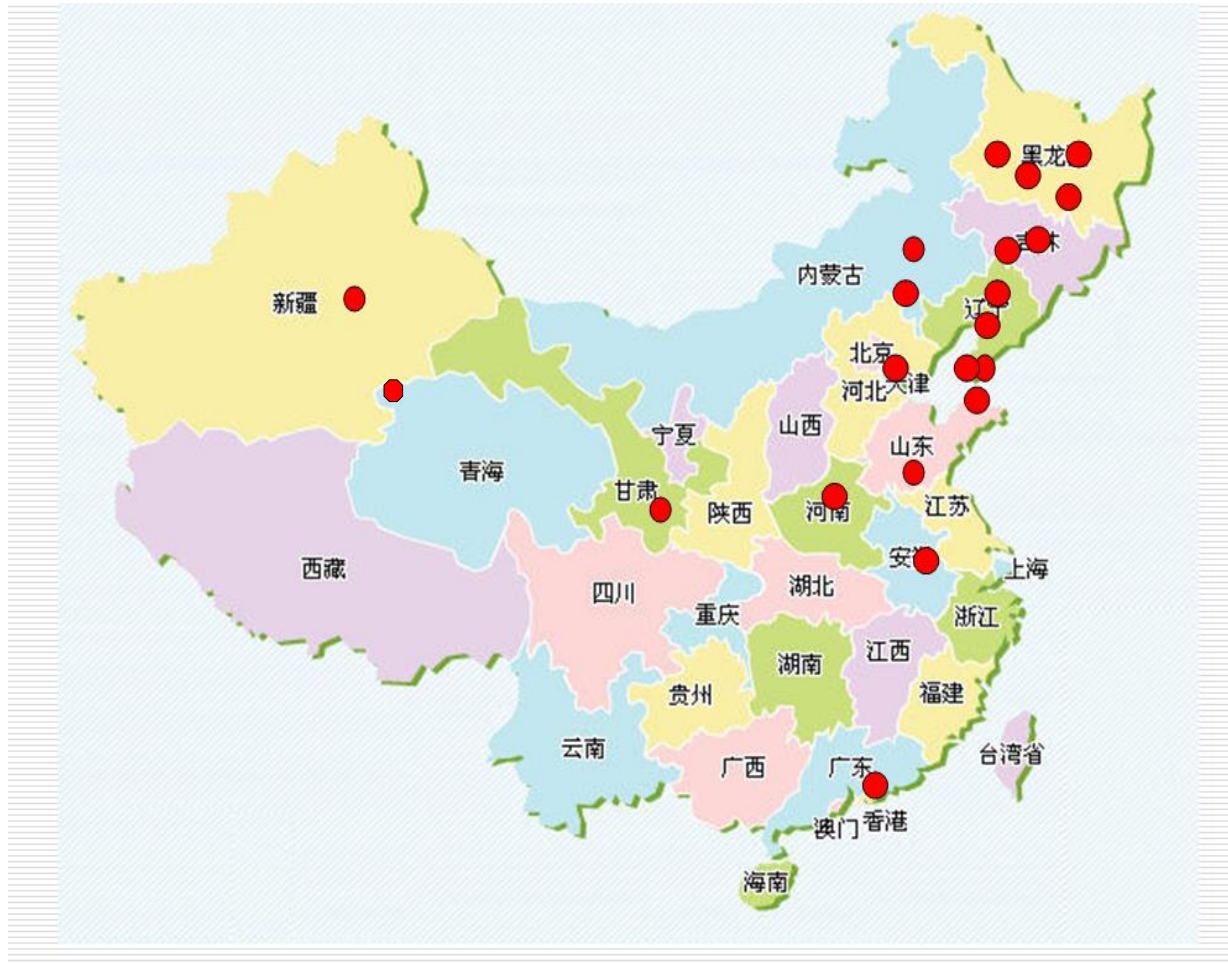 黑龙
吉林
内蒙古
新疆
辽宁
北京
天津
河北
山西
宁夏
山东
青海
甘肃
陕西
河南
江苏
安
上海
西藏
四川
湖北
重庆
浙江
湖南
江西
贵州
福建
云南
广西
广东
台湾省
澳门
香港
海南